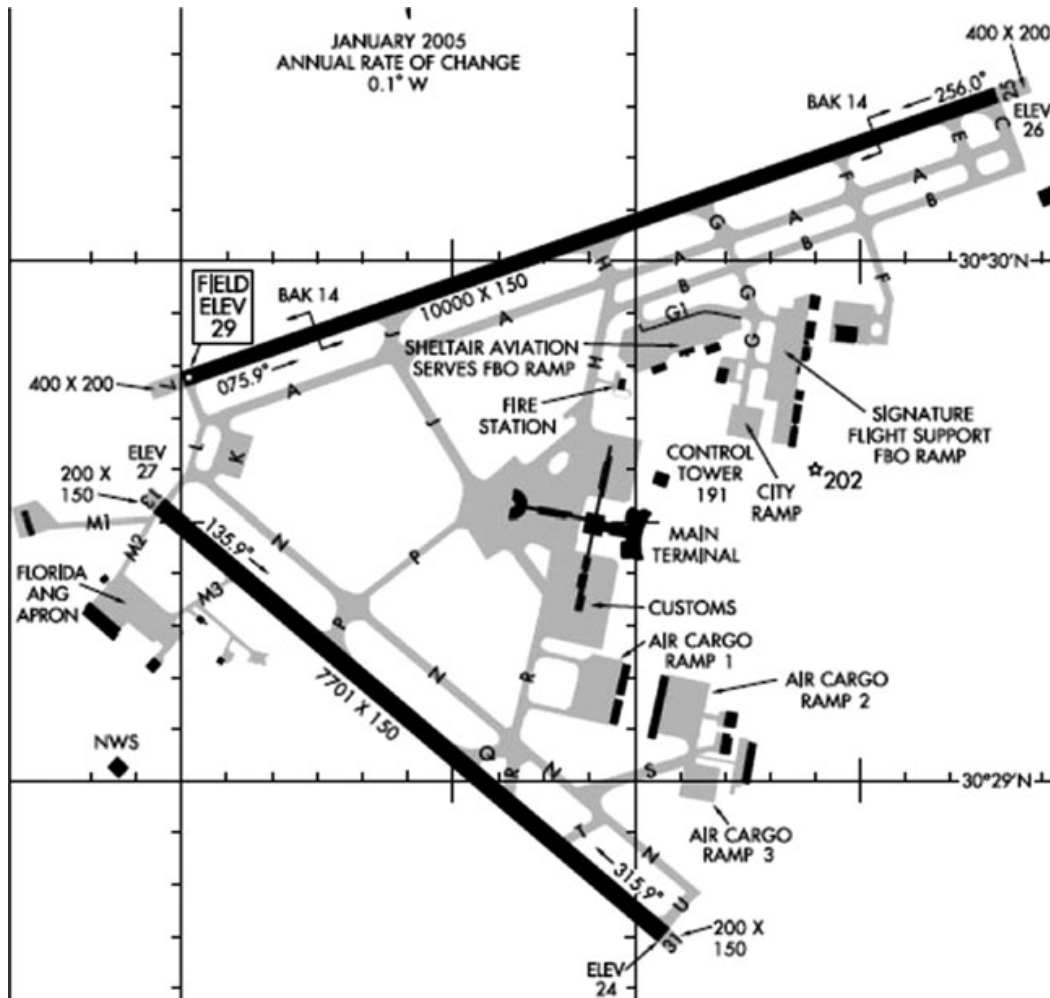 JANUARY 2005
ANNUAL RATE OF CHANGE
0.1° W
400 X 200
25
256.0°
BAK 14
ELEV
26
C
E
F
A
B
G
A
B
H
A
B
30°30'N
FIELD
ELEV
29
BAK 14
10000 X 150
J
A
G
G1
G
F
SHELTAIR AVIATION
SERVES FBO RAMP
H
400 X 200
7
075.9°
A
J
FIRE
STATION
SIGNATURE
FLIGHT SUPPORT
FBO RAMP
L
K
ELEV
27
CONTROL
TOWER
191
CITY
RAMP
202
200 X
150
13
M1
M2
135.9°
N
P
MAIN
TERMINAL
FLORIDA
ANG
APRON
M3
CUSTOMS
P
N
7701 X 150
R
AIR CARGO
RAMP 1
AIR CARGO
RAMP 2
NWS
Q
R
N
S
30°29'N
AIR CARGO
RAMP 3
T
N
315.9°
U
31
200 X
150
ELEV
24